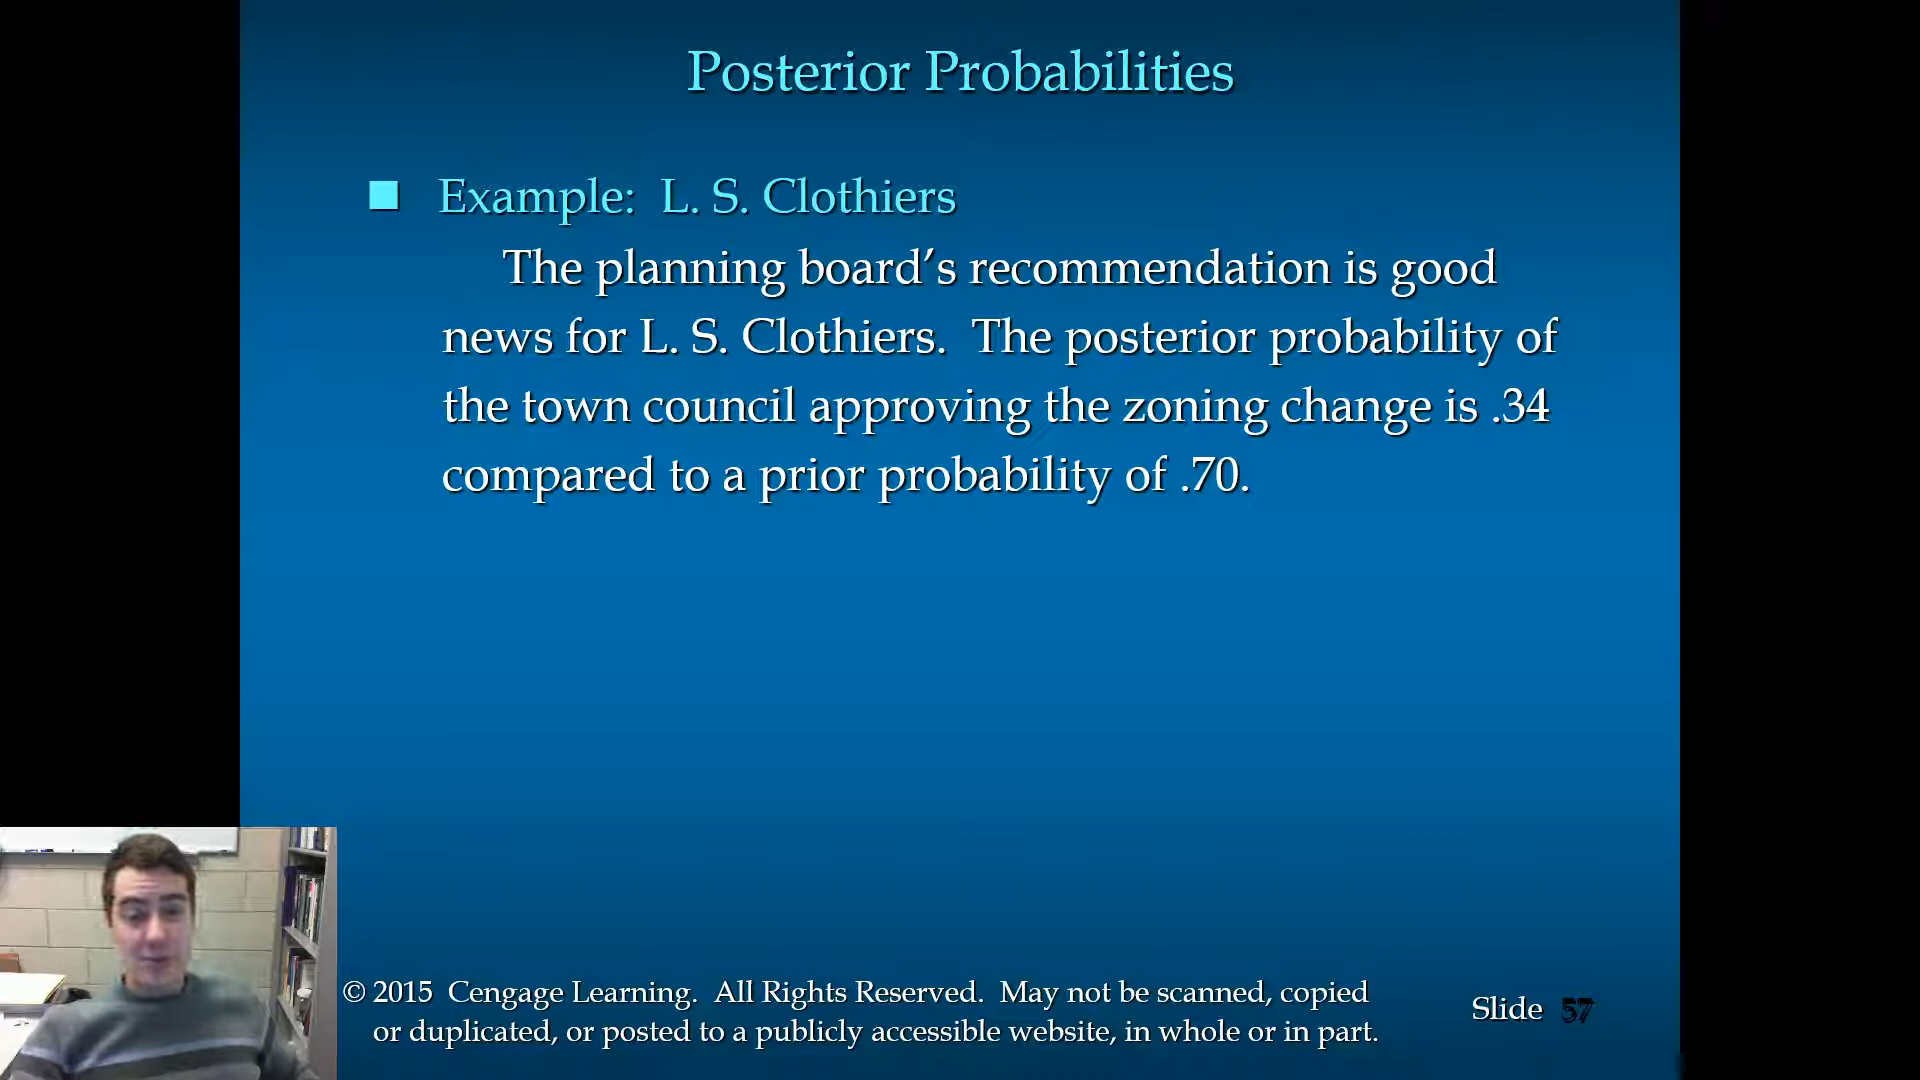 Posterior Probabilities
Example: L. S. Clothiers
The planning board’s recommendation is good
news for L. S. Clothiers. The posterior probability of
the town council approving the zoning change is .34
compared to a prior probability of .70.
© 2015 Cengage Learning. All Rights Reserved. May not be scanned, copied
or duplicated, or posted to a publicly accessible website, in whole or in part.
Slide 57